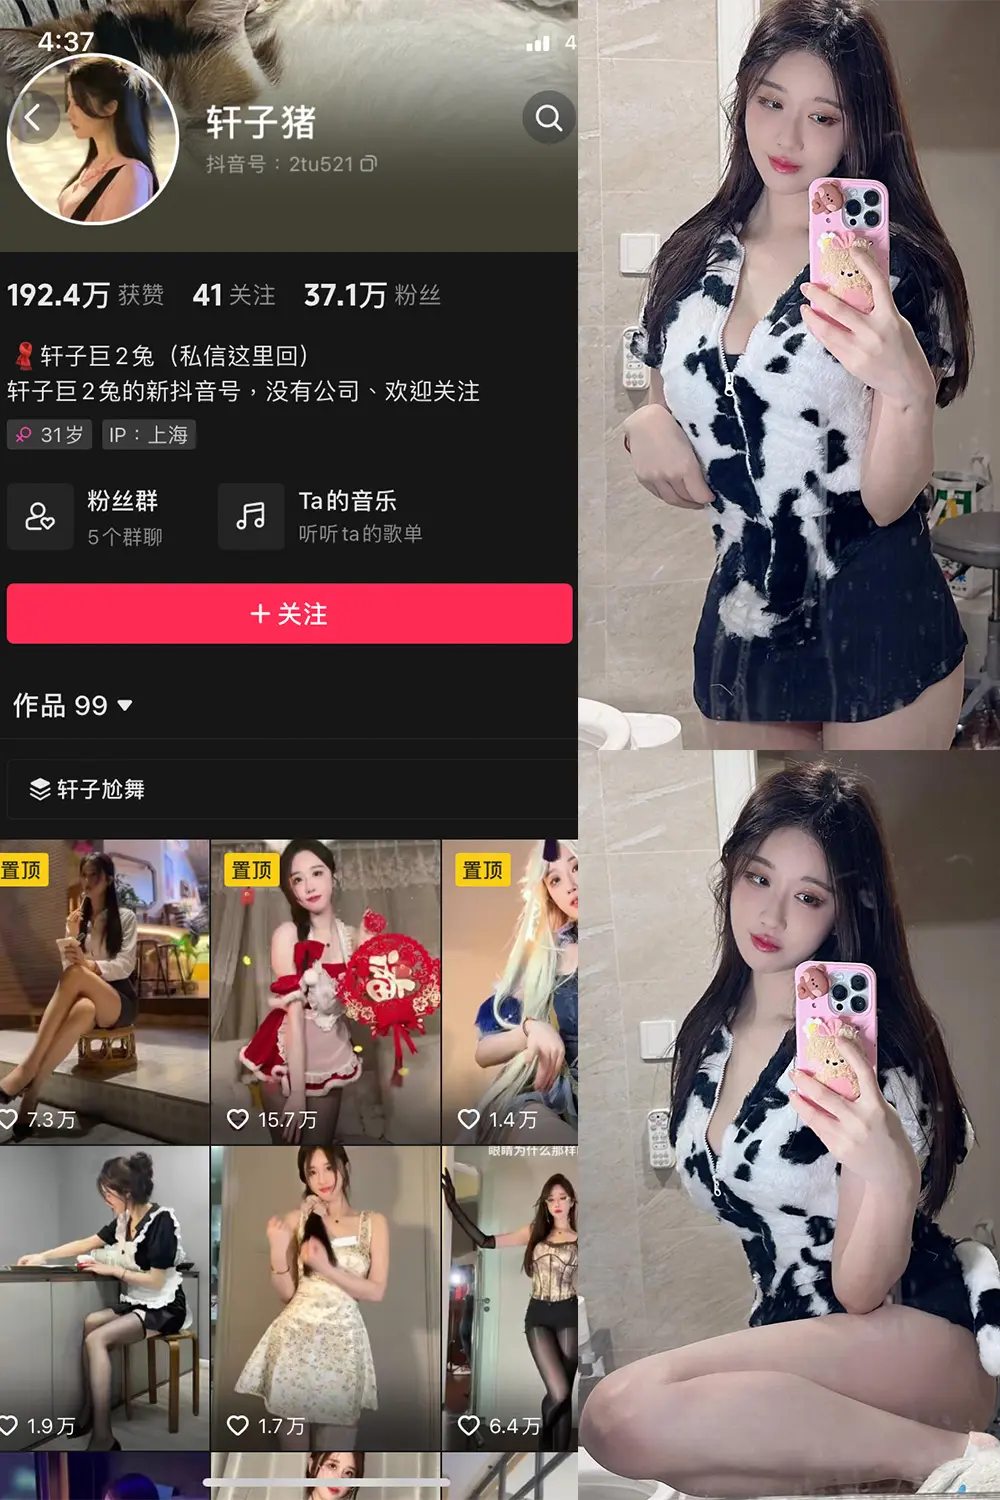 4:37
4
轩子猪
抖音号：2tu521
192.4万 获赞 41 关注 37.1万 粉丝
轩子巨2兔（私信这里回）
轩子巨2兔的新抖音号，没有公司、欢迎关注
31岁 IP：上海
粉丝群
5个群聊
Ta的音乐
听听ta的歌单
+ 关注
作品 99
轩子尬舞
置顶 置顶 置顶
7.3万 15.7万 1.4万
眼睛为什么那样
1.9万 1.7万 6.4万